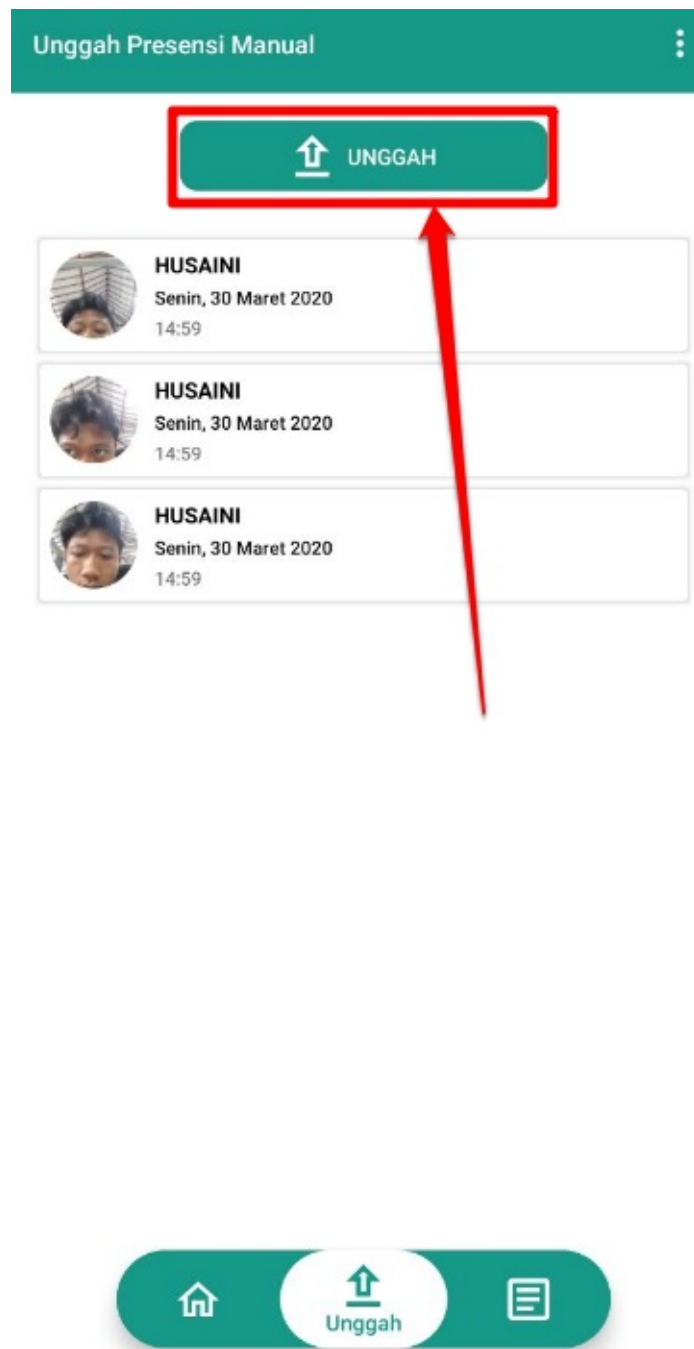 Unggah Presensi Manual
UNGGAH
HUSAINI
Senin, 30 Maret 2020
14:59
HUSAINI
Senin, 30 Maret 2020
14:59
HUSAINI
Senin, 30 Maret 2020
14:59
Unggah